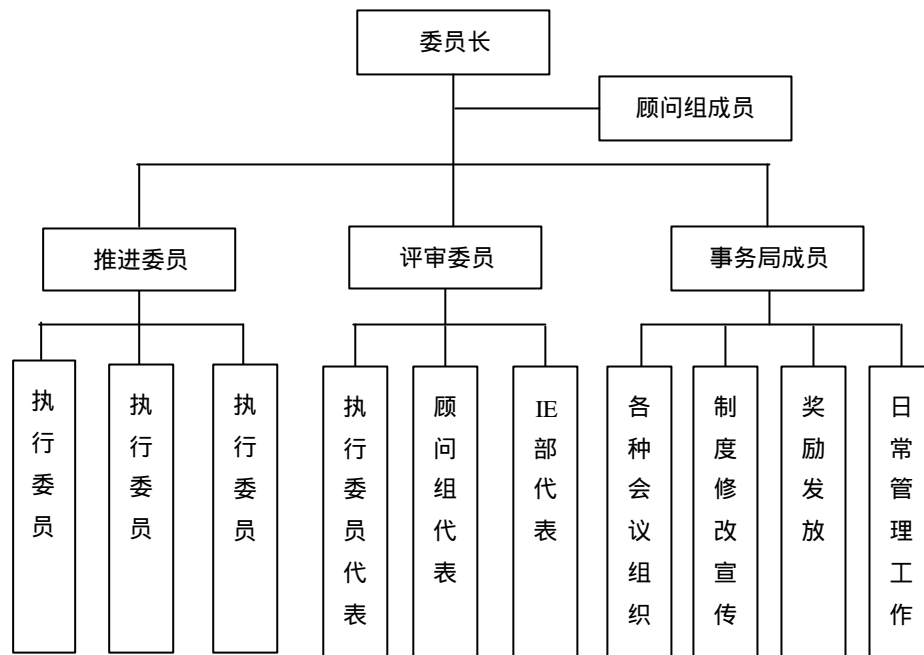 委员长
顾问组成员
推进委员
评审委员
事务局成员
执行委员
执行委员
执行委员
执行委员代表
顾问组代表
IE部代表
各种会议组织
制度修改宣传
奖励发放
日常管理工作